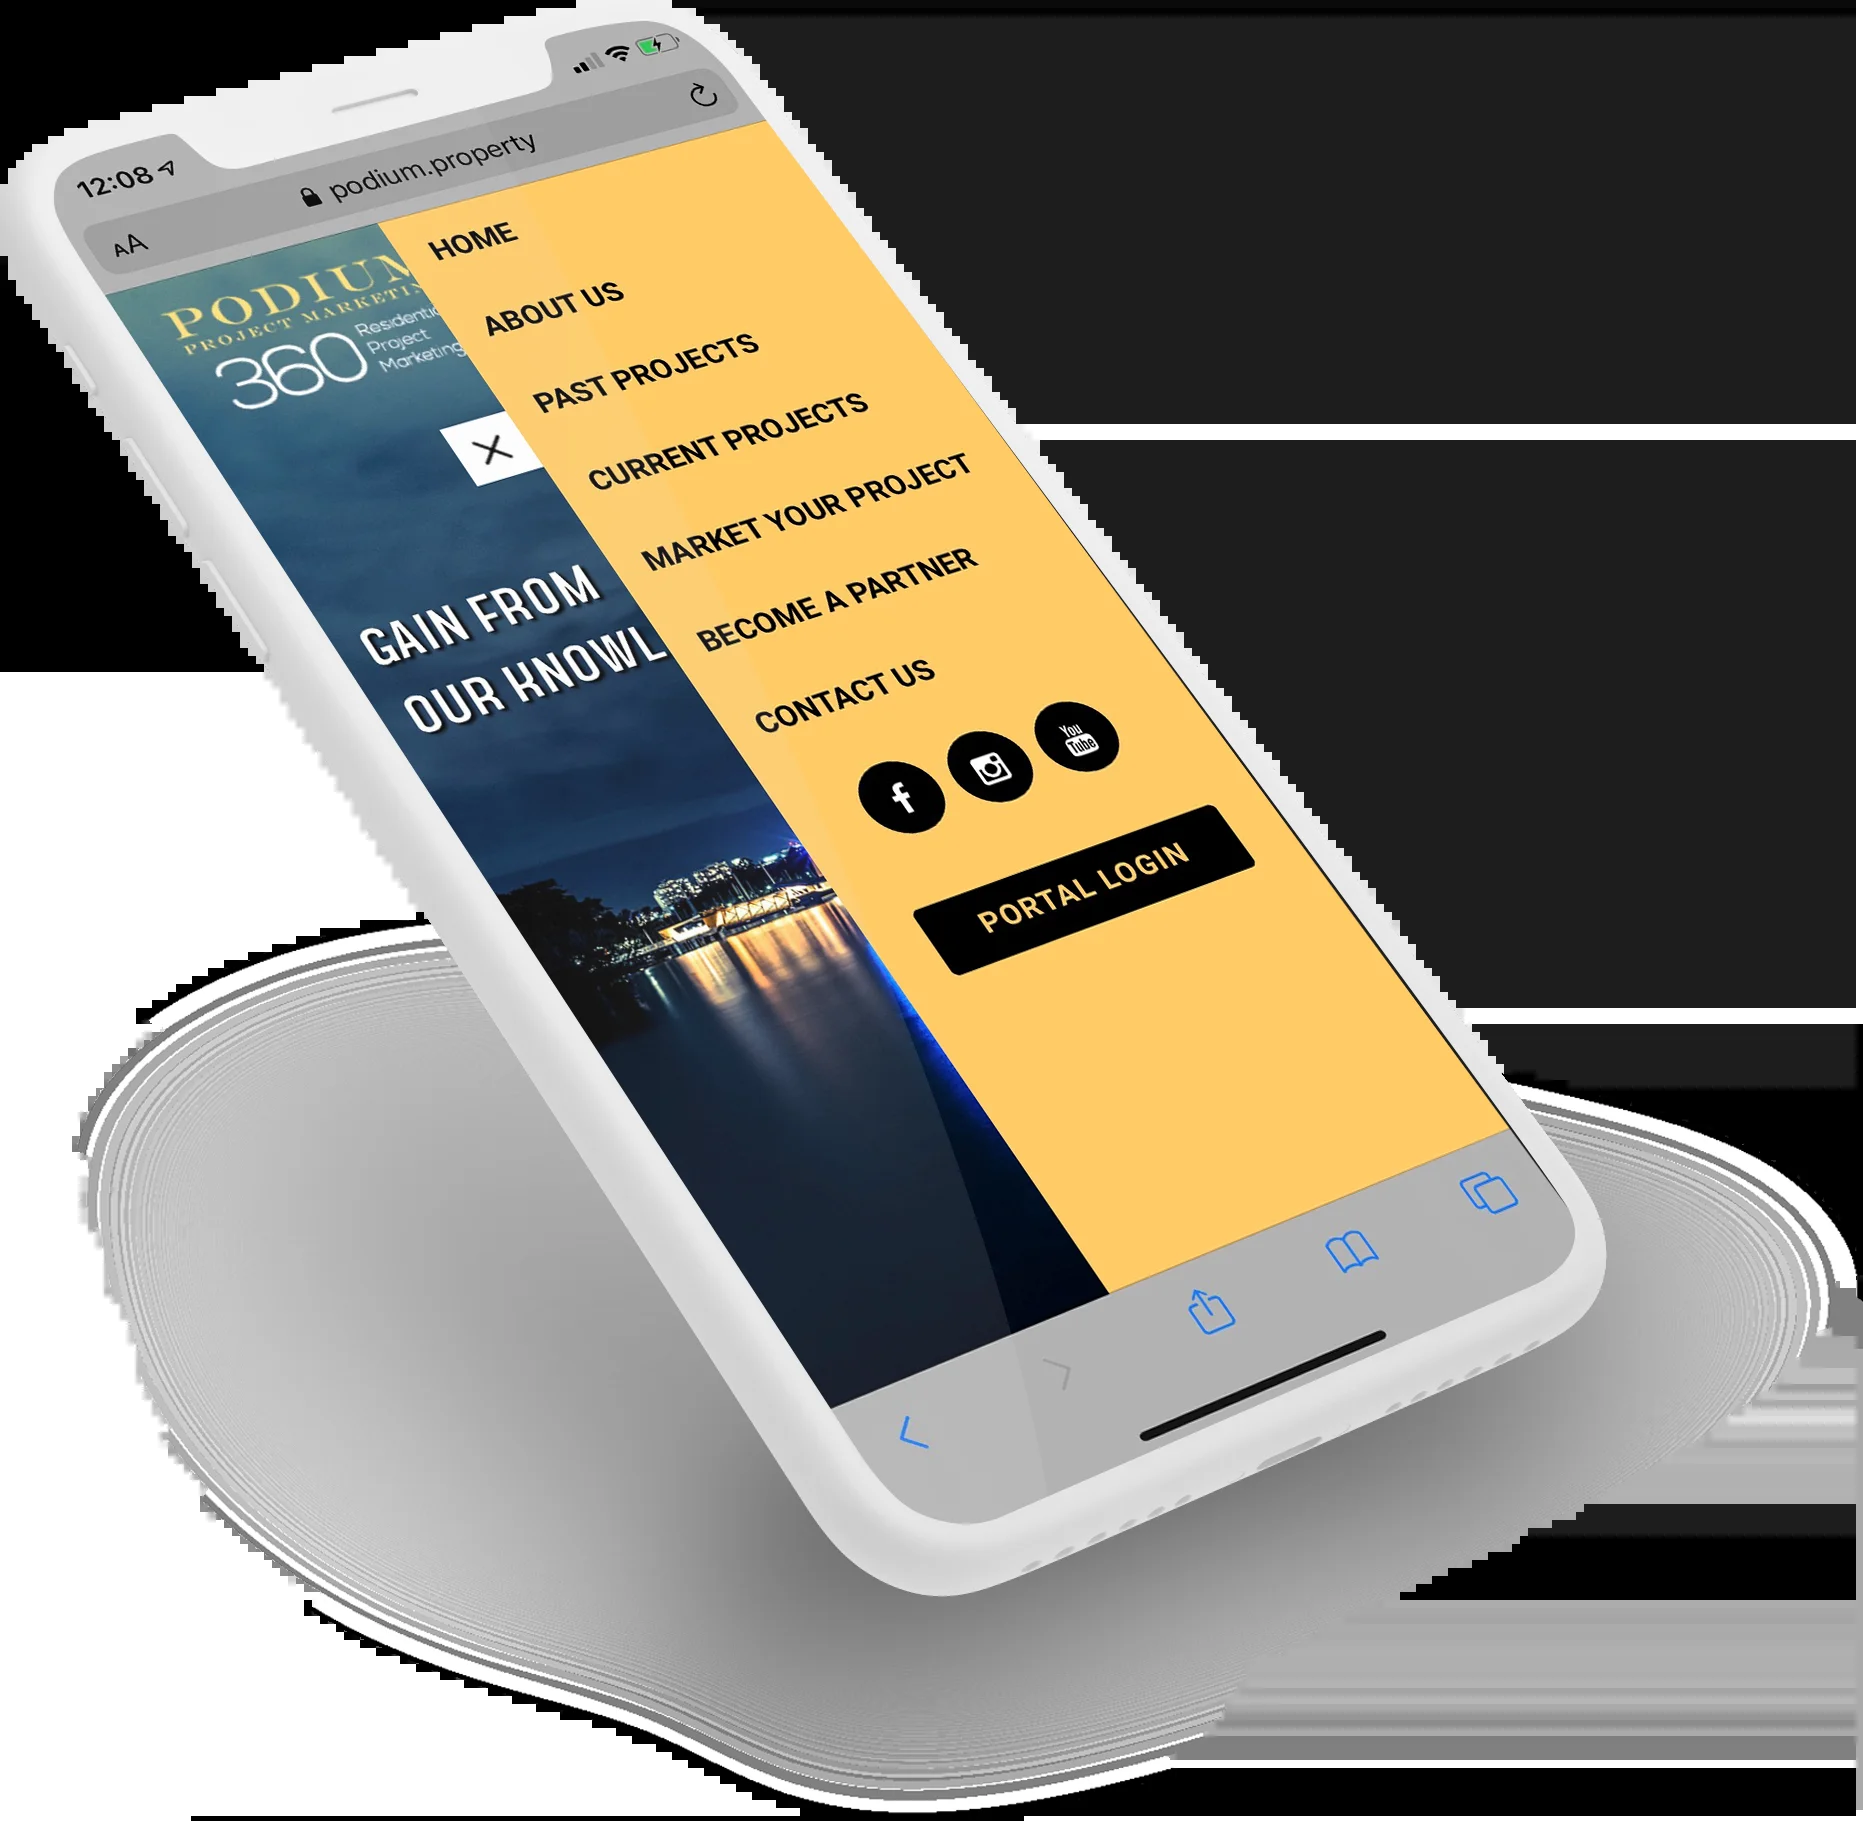 12:08
AA
podium.property
PODIUM
PROJECT MARKETIN
360
Residentia
Project
Marketing
GAIN FROM
OUR KNOWL
HOME
ABOUT US
PAST PROJECTS
CURRENT PROJECTS
MARKET YOUR PROJECT
BECOME A PARTNER
CONTACT US
f
You
Tube
PORTAL LOGIN